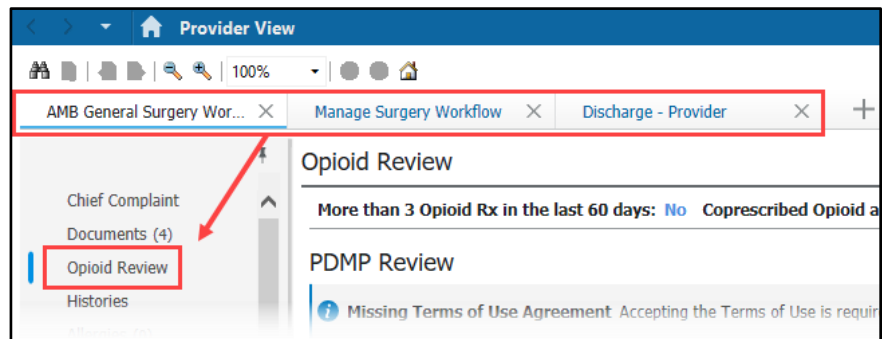 Provider View
100%
AMB General Surgery Wor... Manage Surgery Workflow Discharge - Provider
Opioid Review
Chief Complaint
More than 3 Opioid Rx in the last 60 days: No Coprescribed Opioid a
Documents (4)
Opioid Review
PDMP Review
Histories
Missing Terms of Use Agreement Accepting the Terms of Use is requir